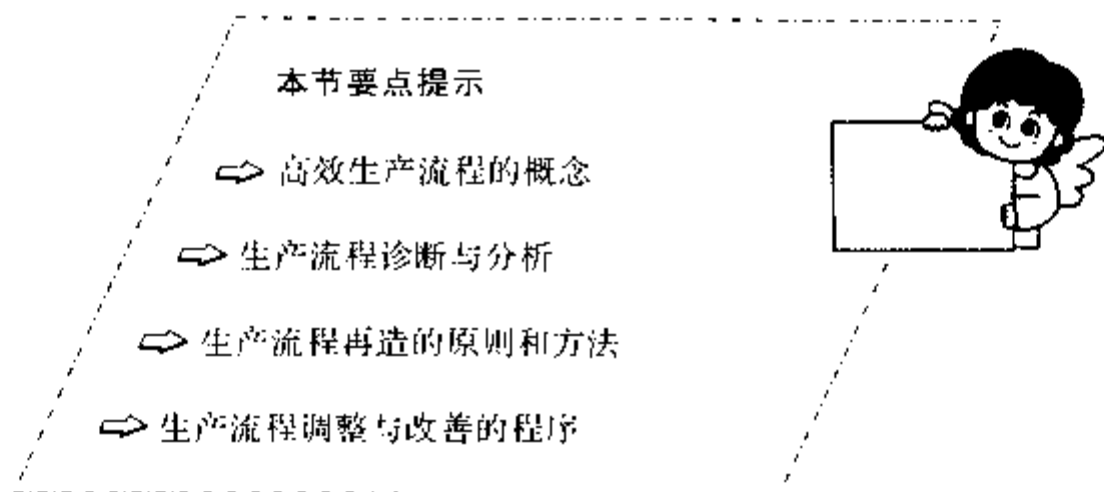 本节要点提示
高效生产流程的概念
生产流程诊断与分析
生产流程再造的原则和方法
生产流程调整与改善的程序